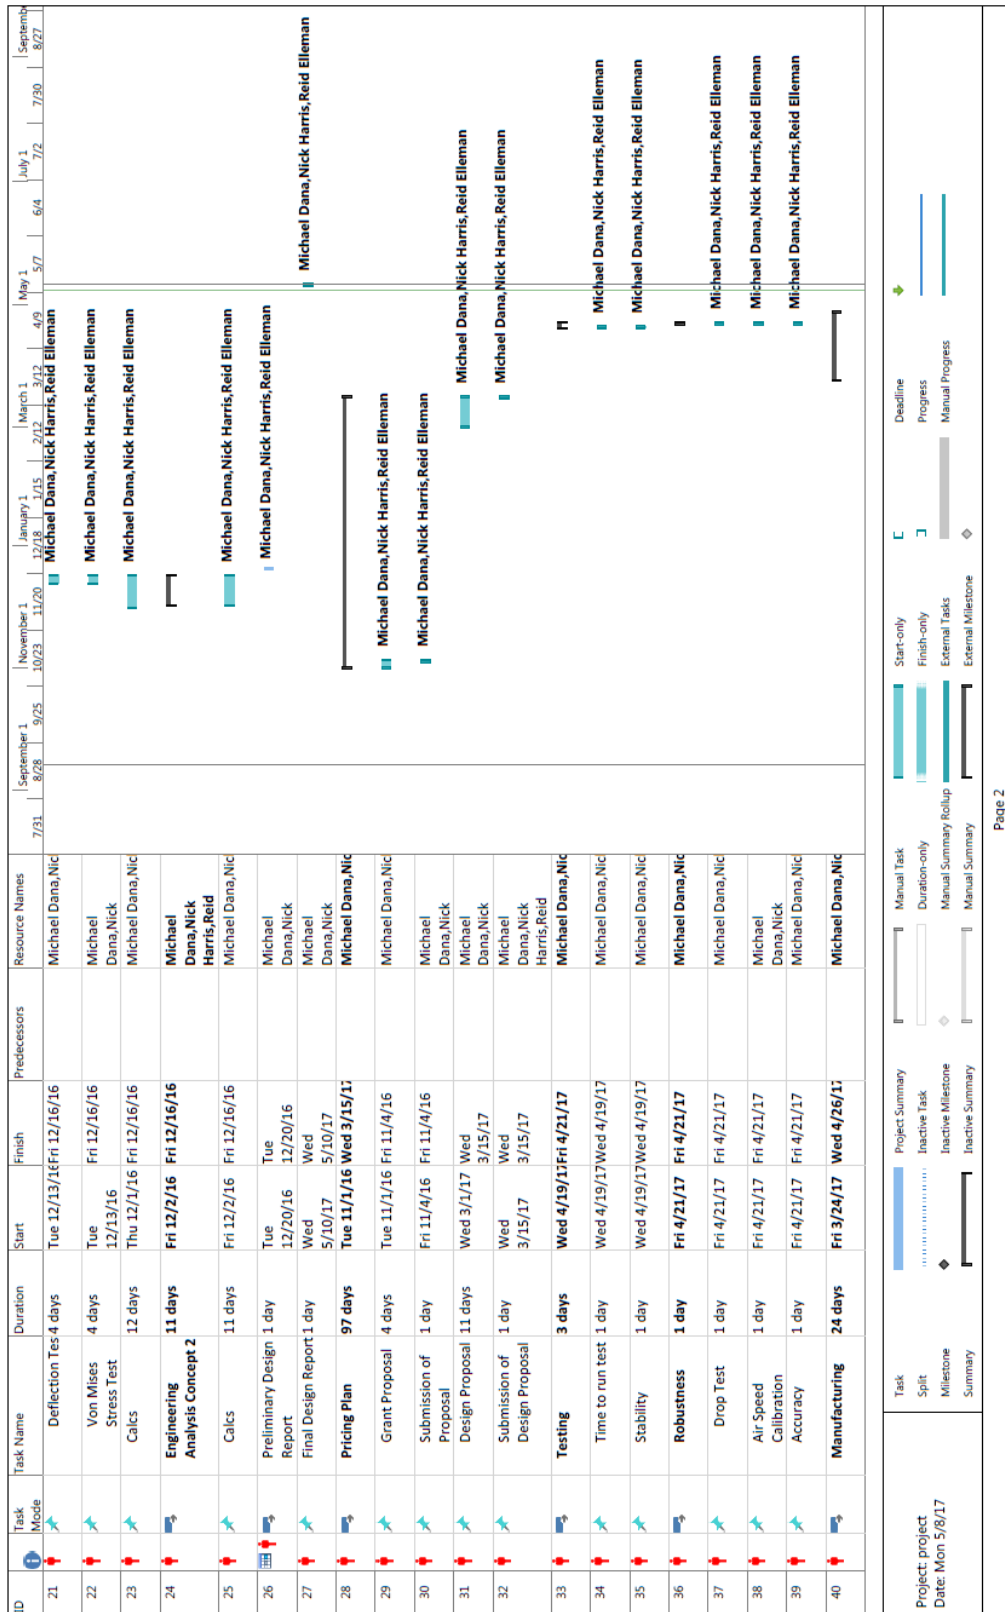 ID Task Mode Task Name Duration Start Finish Predecessors Resource Names
7/31 8/28 9/25 10/23 11/20 12/18 1/15 2/12 3/12 4/9 5/7 6/4 7/2 7/30 8/27
September 1 November 1 January 1 March 1 May 1 July 1 Septemb
21 Deflection Tes 4 days Tue 12/13/16 Fri 12/16/16 Michael Dana,Nic Michael Dana,Nick Harris,Reid Elleman
22 Von Mises Stress Test 4 days Tue 12/13/16 Fri 12/16/16 Michael Dana,Nick Michael Dana,Nick Harris,Reid Elleman
23 Calcs 12 days Thu 12/1/16 Fri 12/16/16 Michael Dana,Nic Michael Dana,Nick Harris,Reid Elleman
24 Engineering Analysis Concept 2 11 days Fri 12/2/16 Fri 12/16/16 Michael Dana,Nick Harris,Reid
25 Calcs 11 days Fri 12/2/16 Fri 12/16/16 Michael Dana,Nic Michael Dana,Nick Harris,Reid Elleman
26 Preliminary Design Report 1 day Tue 12/20/16 Tue 12/20/16 Michael Dana,Nick Michael Dana,Nick Harris,Reid Elleman
27 Final Design Report 1 day Wed 5/10/17 Wed 5/10/17 Michael Dana,Nick Michael Dana,Nick Harris,Reid Elleman
28 Pricing Plan 97 days Tue 11/1/16 Wed 3/15/17 Michael Dana,Nic
29 Grant Proposal 4 days Tue 11/1/16 Fri 11/4/16 Michael Dana,Nic Michael Dana,Nick Harris,Reid Elleman
30 Submission of Proposal 1 day Fri 11/4/16 Fri 11/4/16 Michael Dana,Nick Michael Dana,Nick Harris,Reid Elleman
31 Design Proposal 11 days Wed 3/1/17 Wed 3/15/17 Michael Dana,Nick Michael Dana,Nick Harris,Reid Elleman
32 Submission of Design Proposal 1 day Wed 3/15/17 Wed 3/15/17 Michael Dana,Nick Harris,Reid Michael Dana,Nick Harris,Reid Elleman
33 Testing 3 days Wed 4/19/17 Fri 4/21/17 Michael Dana,Nic
34 Time to run test 1 day Wed 4/19/17 Wed 4/19/17 Michael Dana,Nic Michael Dana,Nick Harris,Reid Elleman
35 Stability 1 day Wed 4/19/17 Wed 4/19/17 Michael Dana,Nic Michael Dana,Nick Harris,Reid Elleman
36 Robustness 1 day Fri 4/21/17 Fri 4/21/17 Michael Dana,Nic
37 Drop Test 1 day Fri 4/21/17 Fri 4/21/17 Michael Dana,Nic Michael Dana,Nick Harris,Reid Elleman
38 Air Speed Calibration 1 day Fri 4/21/17 Fri 4/21/17 Michael Dana,Nick Michael Dana,Nick Harris,Reid Elleman
39 Accuracy 1 day Fri 4/21/17 Fri 4/21/17 Michael Dana,Nic Michael Dana,Nick Harris,Reid Elleman
40 Manufacturing 24 days Fri 3/24/17 Wed 4/26/17 Michael Dana,Nic
Project: project
Date: Mon 5/8/17
Task Project Summary Manual Task Start-only Deadline
Split Inactive Task Duration-only Finish-only Progress
Milestone Inactive Milestone Manual Summary Rollup External Tasks Manual Progress
Summary Inactive Summary Manual Summary External Milestone
Page 2